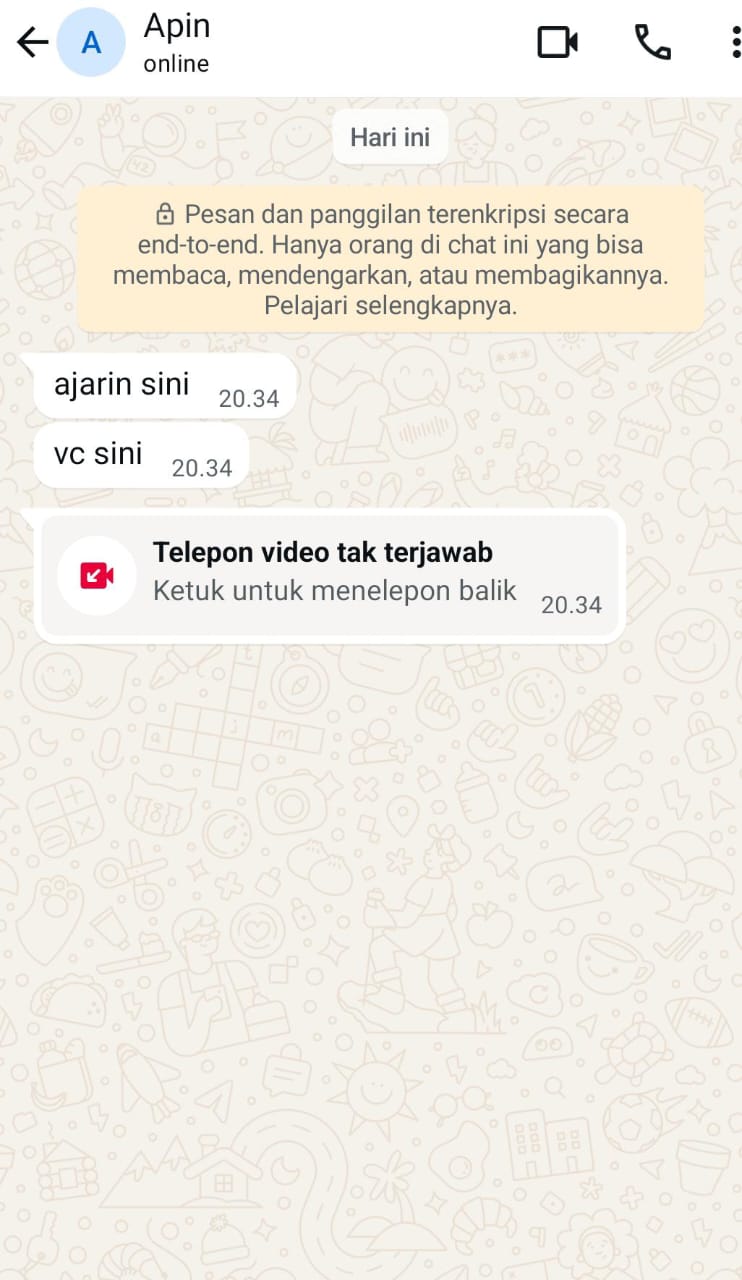 A
Apin
online
Hari ini
Pesan dan panggilan terenkripsi secara
end-to-end. Hanya orang di chat ini yang bisa
membaca, mendengarkan, atau membagikannya.
Pelajari selengkapnya.
ajarin sini 20.34
vc sini 20.34
Telepon video tak terjawab
Ketuk untuk menelepon balik 20.34